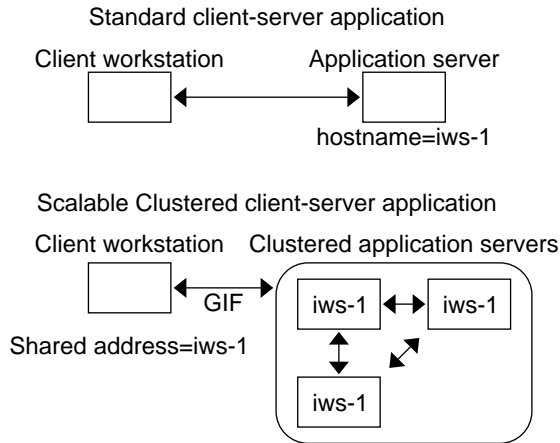 Standard client-server application
Client workstation Application server
hostname=iws-1
Scalable Clustered client-server application
Client workstation Clustered application servers
GIF
iws-1 iws-1
Shared address=iws-1
iws-1